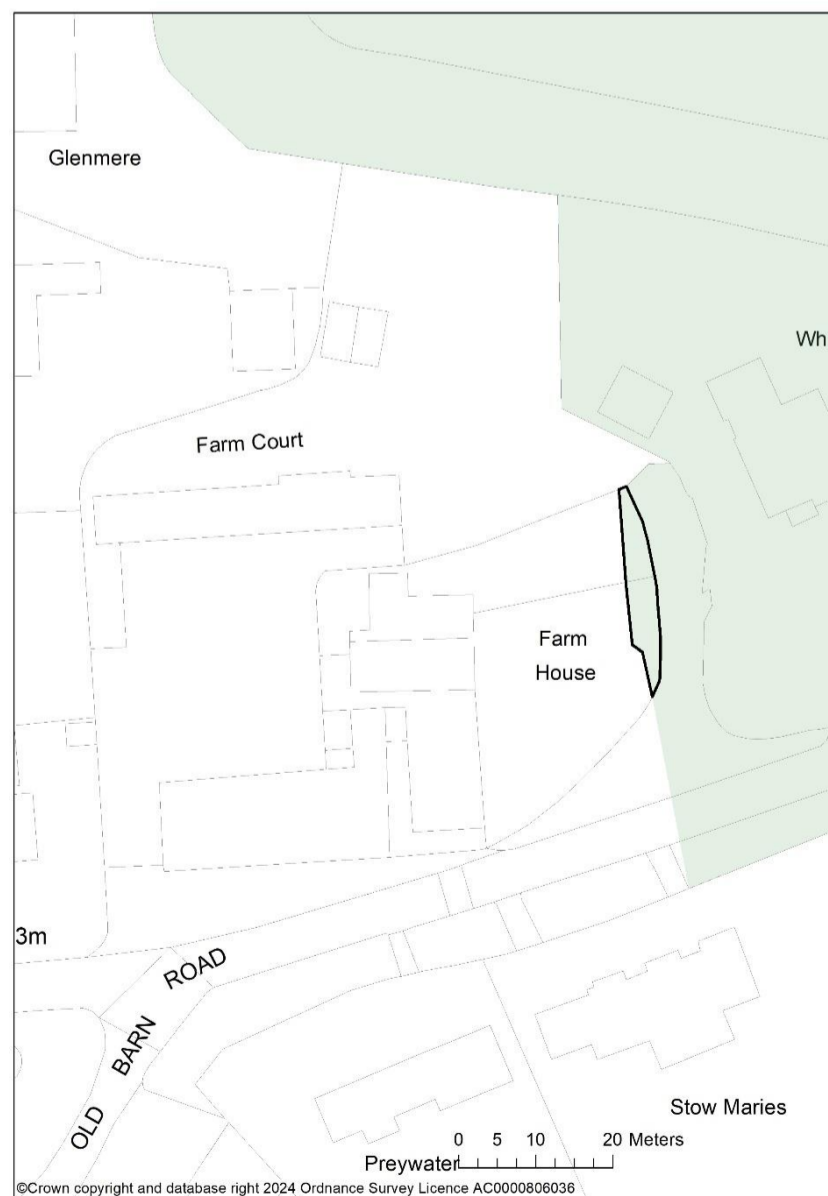 Glenmere
Wh
Farm Court
Farm
House
3m
OLD BARN ROAD
Stow Maries
0 5 10 20 Meters
Preywater
©Crown copyright and database right 2024 Ordnance Survey Licence AC0000806036